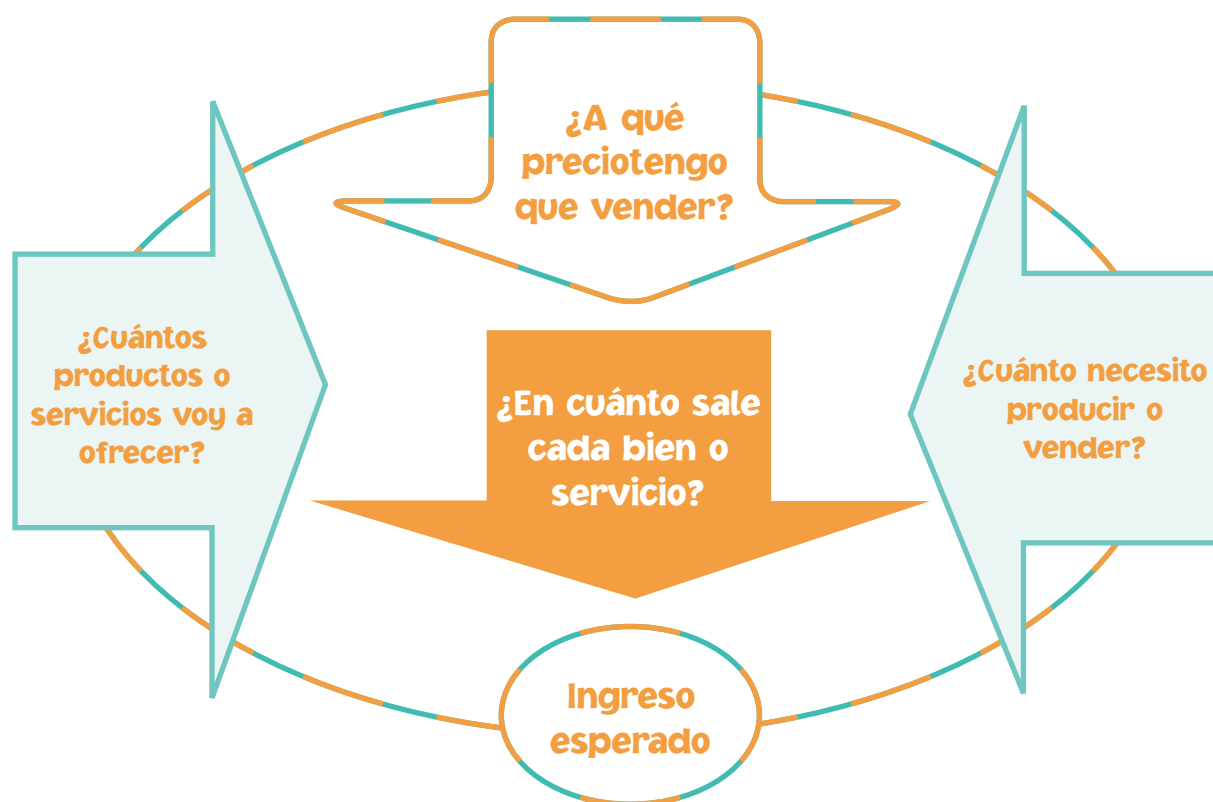 ¿A qué
preciotengo
que vender?
¿Cuántos
productos o
servicios voy a
ofrecer?
¿En cuánto sale
cada bien o
servicio?
¿Cuánto necesito
producir o
vender?
Ingreso
esperado